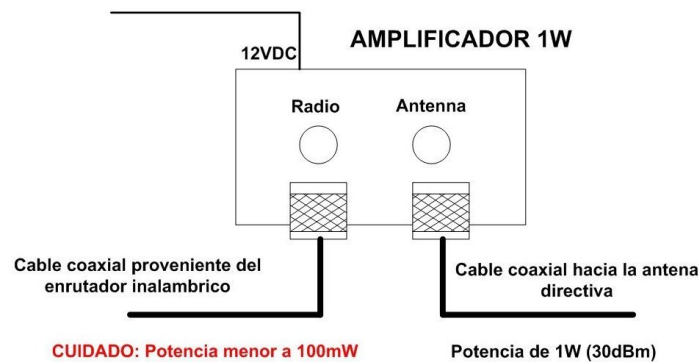 AMPLIFICADOR 1W
12VDC
Radio
Antenna
Cable coaxial proveniente del
enrutador inalambrico
Cable coaxial hacia la antena
directiva
CUIDADO: Potencia menor a 100mW
Potencia de 1W (30dBm)